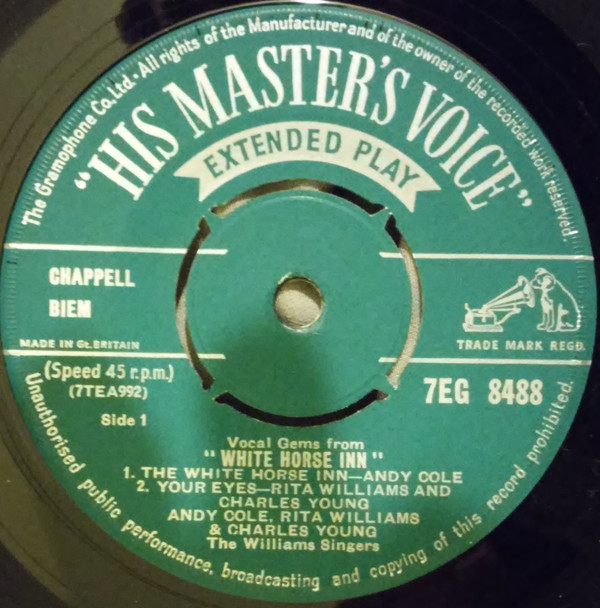 The Gramophone Co. Ltd. · All rights of the Manufacturer and of the owner of the recorded work reserved.
"HIS MASTER'S VOICE"
EXTENDED PLAY
CHAPPELL
BIEM
MADE IN Gt. BRITAIN
TRADE MARK REGD.
(Speed 45 r.p.m.)
(7TEA992)
Side 1
7EG 8488
Vocal Gems from
"WHITE HORSE INN"
1. THE WHITE HORSE INN—ANDY COLE
2. YOUR EYES—RITA WILLIAMS AND
CHARLES YOUNG
ANDY COLE, RITA WILLIAMS
& CHARLES YOUNG
The Williams Singers
Unauthorised public performance, broadcasting and copying of this record prohibited.